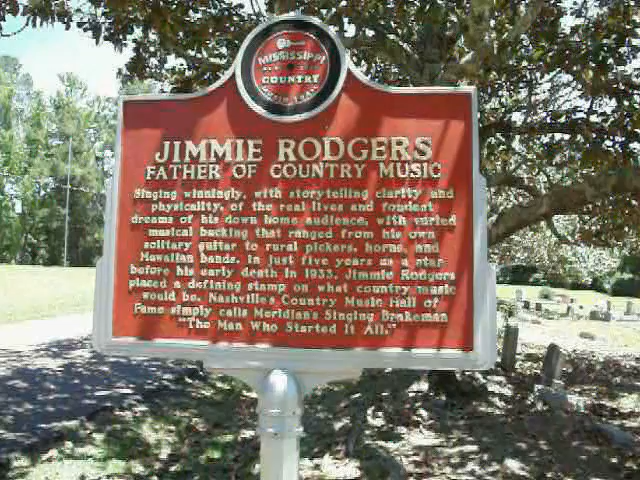 MISSISSIPPI
COUNTRY
MUSIC TRAIL
JIMMIE RODGERS
FATHER OF COUNTRY MUSIC
Singing winningly, with storytelling clarity and
physicality, of the real lives and fondest
dreams of his down home audience, with varied
musical backing that ranged from his own
solitary guitar to rural pickers, horns, and
Hawaiian bands, in just five years as a star
before his early death in 1933, Jimmie Rodgers
placed a defining stamp on what country music
would be. Nashville's Country Music Hall of
Fame simply calls Meridian's Singing Brakeman
"The Man Who Started It All."